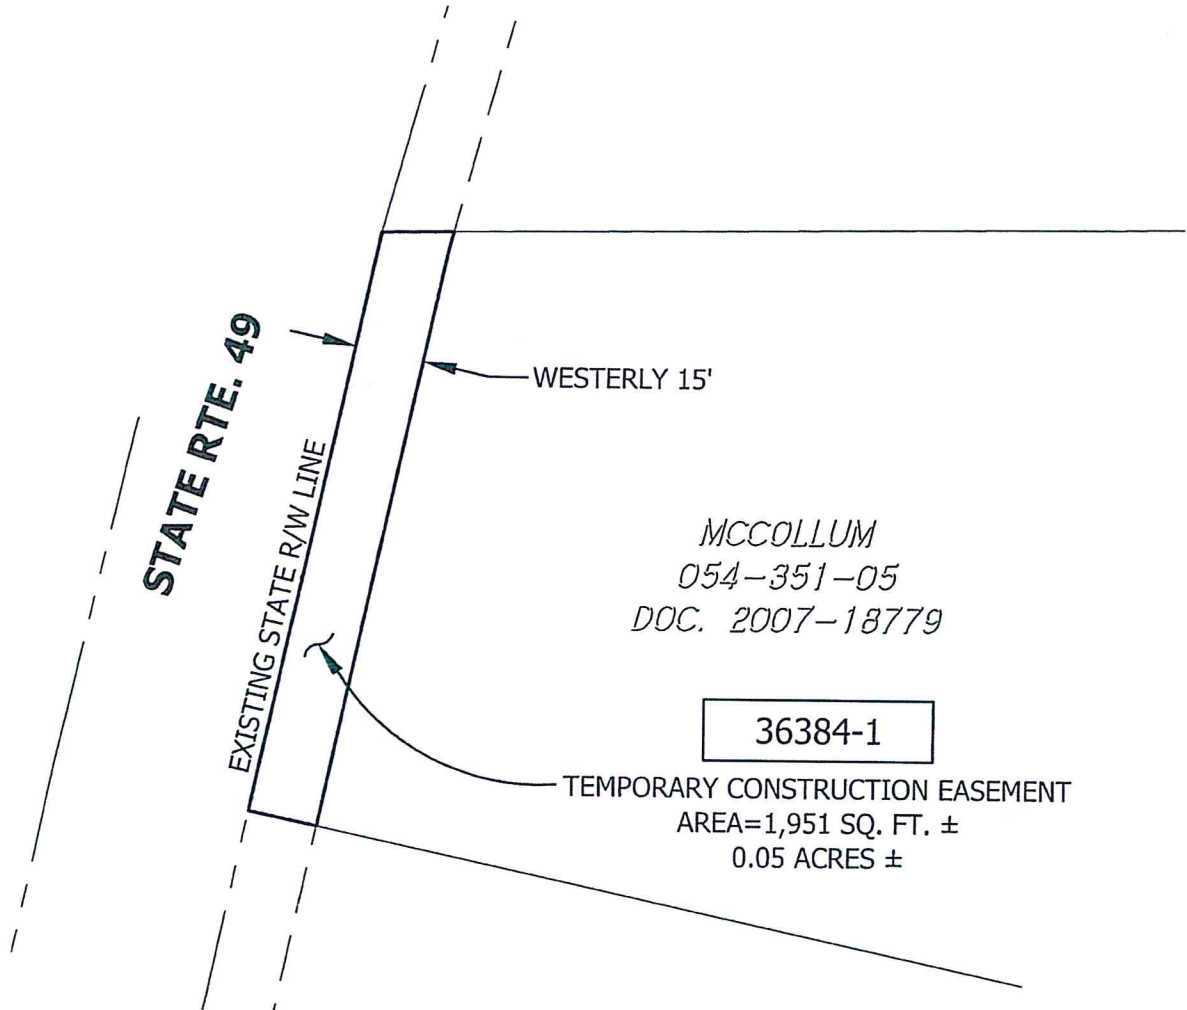 STATE RTE. 49
EXISTING STATE R/W LINE
WESTERLY 15'
MCCOLLUM
054-351-05
DOC. 2007-18779
36384-1
TEMPORARY CONSTRUCTION EASEMENT
AREA=1,951 SQ. FT. ±
0.05 ACRES ±